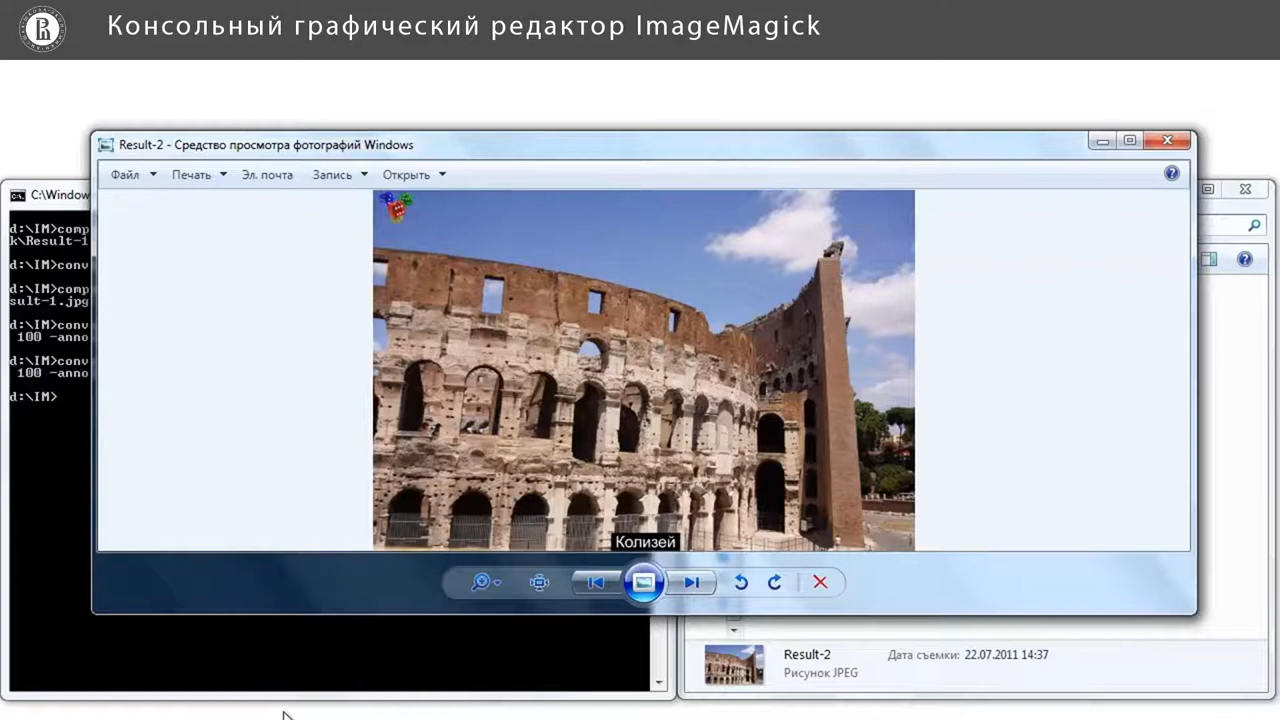 Консольный графический редактор ImageMagick
Result-2 - Средство просмотра фотографий Windows
Файл Печать Эл. почта Запись Открыть
C:\Window
d:\IM>comp
k\Result-1
d:\IM>conv
d:\IM>comp
sult-1.jpg
d:\IM>conv
100 -anno
d:\IM>conv
100 -anno
d:\IM>
Колизей
Result-2 Дата съемки: 22.07.2011 14:37
Рисунок JPEG